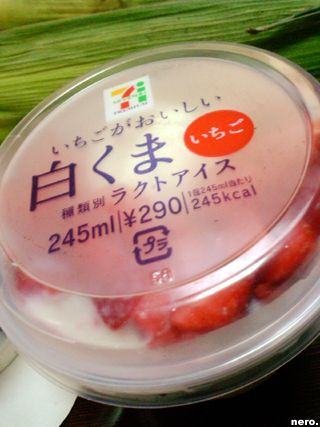 いちごがおいしい
白くま
いちご
種類別 ラクトアイス
245ml ¥290 1個245ml当たり 245kcal
プラ
nero.